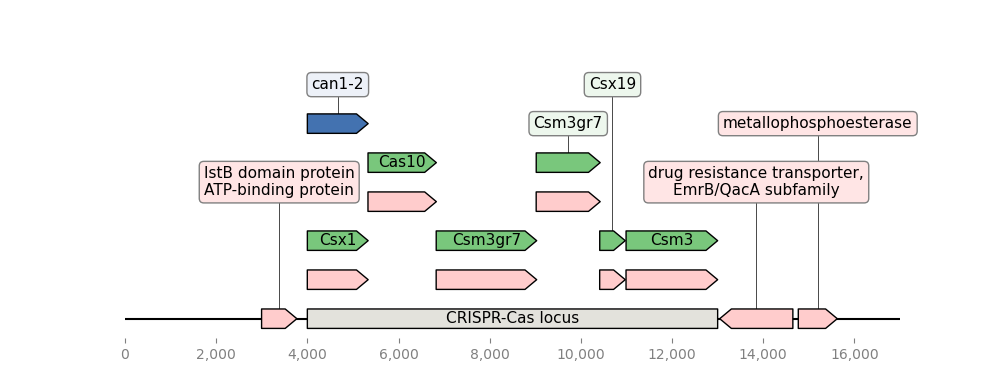 can1-2
Csx19
Csm3gr7
metallophosphoesterase
Cas10
IstB domain protein
ATP-binding protein
drug resistance transporter,
EmrB/QacA subfamily
Csx1
Csm3gr7
Csm3
CRISPR-Cas locus
0
2,000
4,000
6,000
8,000
10,000
12,000
14,000
16,000